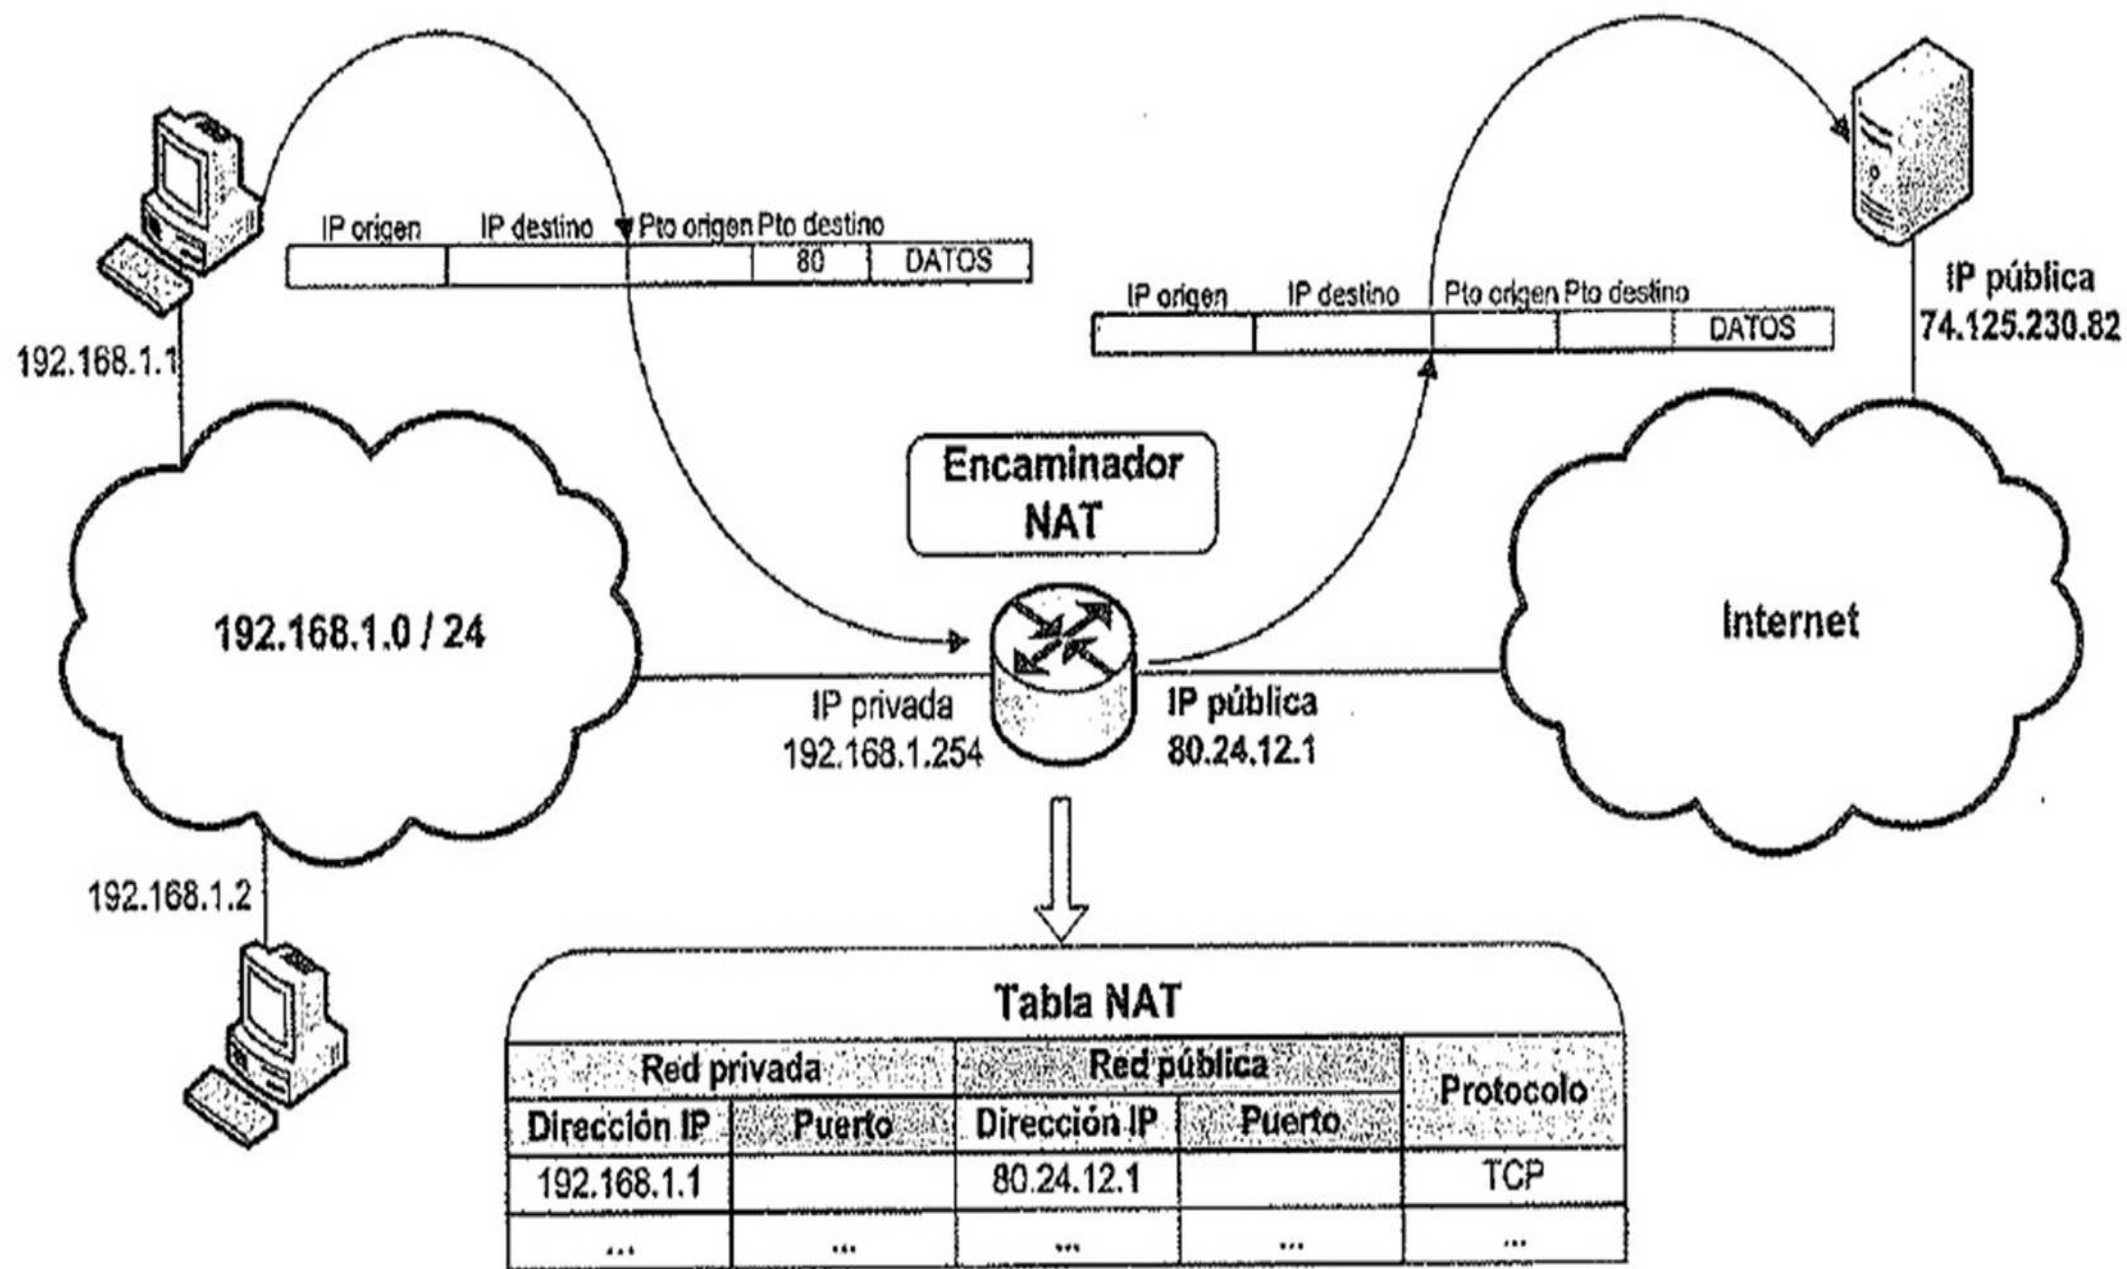 IP origen IP destino Pto origen Pto destino
80 DATOS
IP origen IP destino Pto origen Pto destino
DATOS
IP pública
74.125.230.82
192.168.1.1
Encaminador
NAT
192.168.1.0 / 24
Internet
IP privada
192.168.1.254
IP pública
80.24.12.1
192.168.1.2
Tabla NAT
Red privada Red pública Protocolo
Dirección IP Puerto Dirección IP Puerto
192.168.1.1 80.24.12.1 TCP
... ... ... ... ...